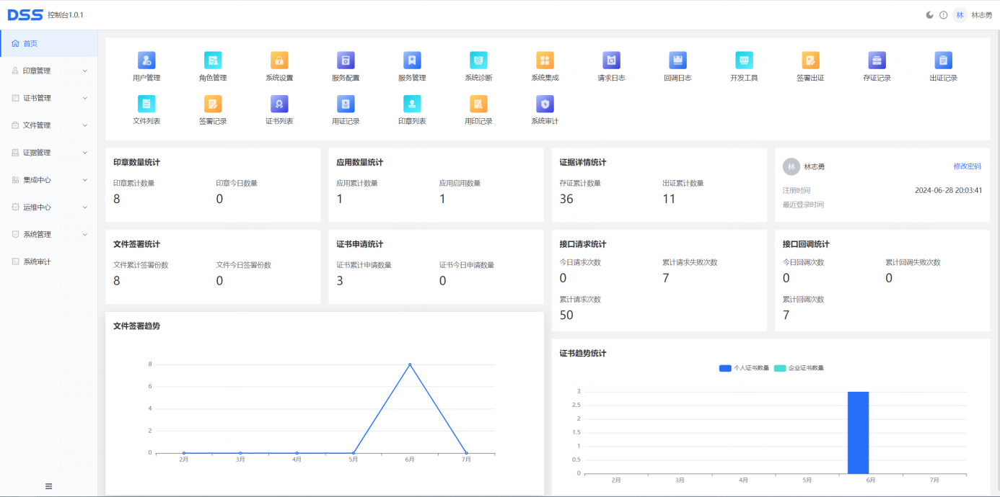 DSS 控制台1.0.1
林 林志勇
首页
印章管理
证书管理
文件管理
证据管理
集成中心
运维中心
系统管理
系统审计
用户管理 角色管理 系统设置 服务配置 服务管理 系统诊断 系统集成 请求日志 回调日志 开发工具 签署出证 存证记录 出证记录
文件列表 签署记录 证书列表 用证记录 印章列表 用印记录 系统审计
印章数量统计
印章累计数量 印章今日数量
8 0
应用数量统计
应用累计数量 应用启用数量
1 1
证据详情统计
存证累计数量 出证累计数量
36 11
林 林志勇 修改密码
注册时间 2024-06-28 20:03:41
最近登录时间
文件签署统计
文件累计签署份数 文件今日签署份数
8 0
证书申请统计
证书累计申请数量 证书今日申请数量
3 0
接口请求统计
今日请求次数 累计请求失败次数
0 7
累计请求次数
50
接口回调统计
今日回调次数 累计回调失败次数
0 0
累计回调次数
7
文件签署趋势
8
6
4
2
0
2月 3月 4月 5月 6月 7月
证书趋势统计
个人证书数量 企业证书数量
3
2.5
2
1.5
1
0.5
0
2月 3月 4月 5月 6月 7月